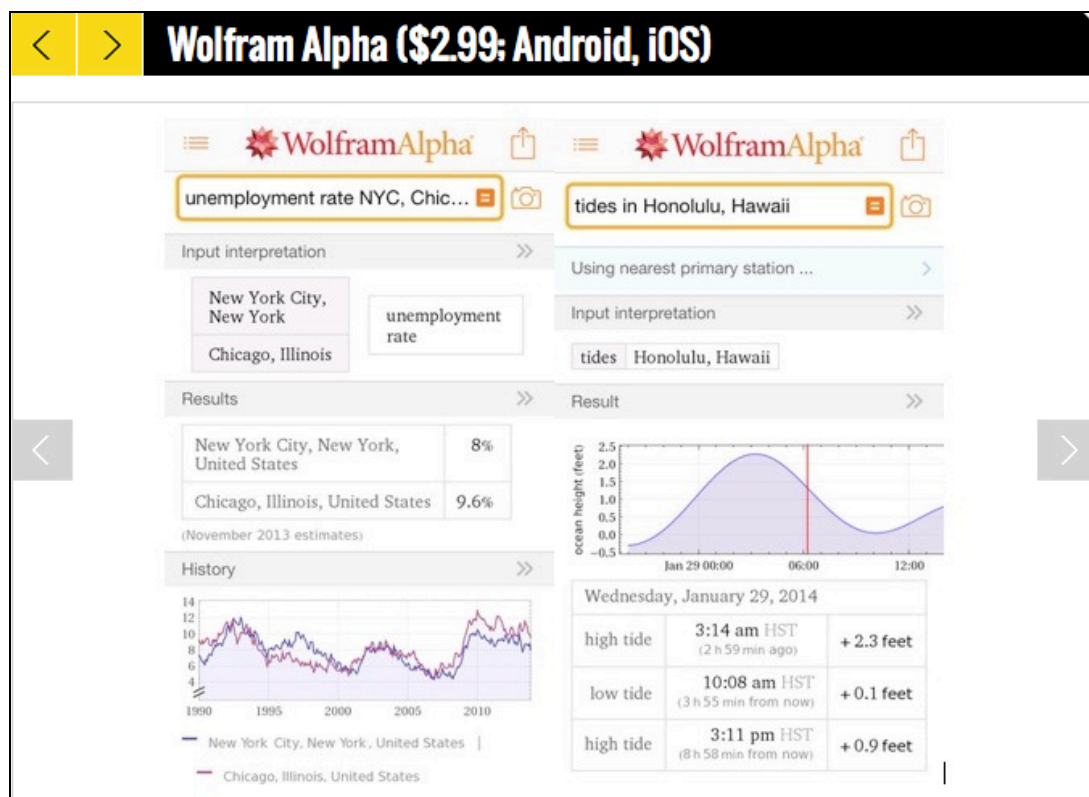 Wolfram Alpha ($2.99; Android, iOS)
WolframAlpha
unemployment rate NYC, Chic...
Input interpretation
New York City,
New York
Chicago, Illinois
unemployment
rate
Results
New York City, New York,
United States
8%
Chicago, Illinois, United States 9.6%
(November 2013 estimates)
History
14
12
10
8
6
4
1990 1995 2000 2005 2010
New York City, New York, United States
Chicago, Illinois, United States
WolframAlpha
tides in Honolulu, Hawaii
Using nearest primary station ...
Input interpretation
tides Honolulu, Hawaii
Result
ocean height (feet)
2.5
2.0
1.5
1.0
0.5
0.0
-0.5
Jan 29 00:00 06:00 12:00
Wednesday, January 29, 2014
high tide 3:14 am HST + 2.3 feet
(2 h 59 min ago)
low tide 10:08 am HST + 0.1 feet
(3 h 55 min from now)
high tide 3:11 pm HST + 0.9 feet
(8 h 58 min from now)